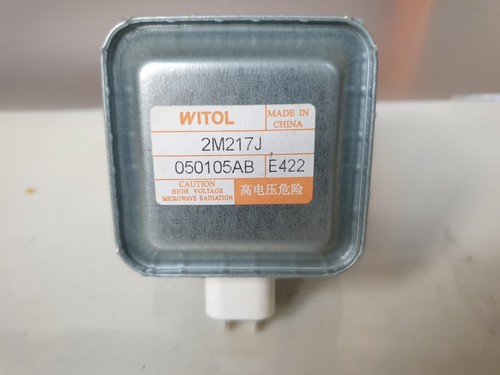 WITOL
MADE IN
CHINA
2M217J
050105AB E422
CAUTION
HIGH VOLTAGE
MICROWAVE RADIATION
高电压危险